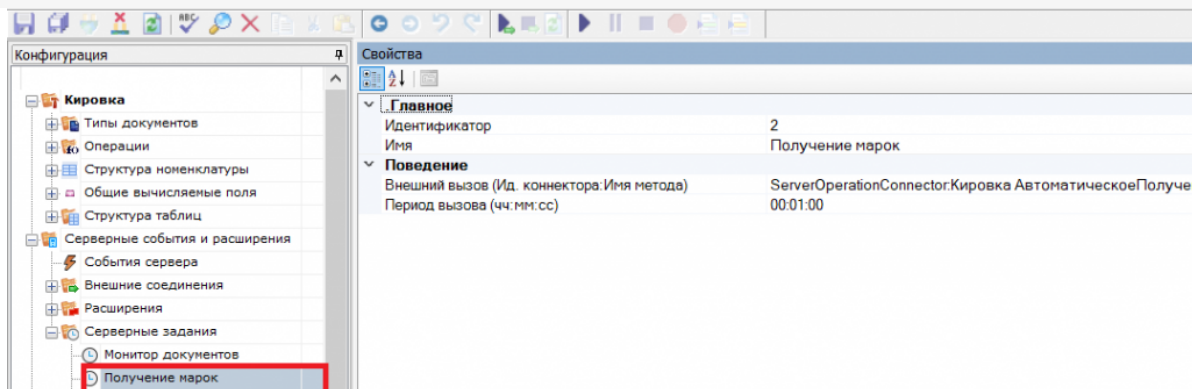 Конфигурация
Кировка
Типы документов
Операции
Структура номенклатуры
Общие вычисляемые поля
Структура таблиц
Серверные события и расширения
События сервера
Внешние соединения
Расширения
Серверные задания
Монитор документов
Получение марок
Свойства
.Главное
Идентификатор 2
Имя Получение марок
Поведение
Внешний вызов (Ид. коннектора:Имя метода) ServerOperationConnector:Кировка АвтоматическоеПолуче
Период вызова (чч:мм:сс) 00:01:00